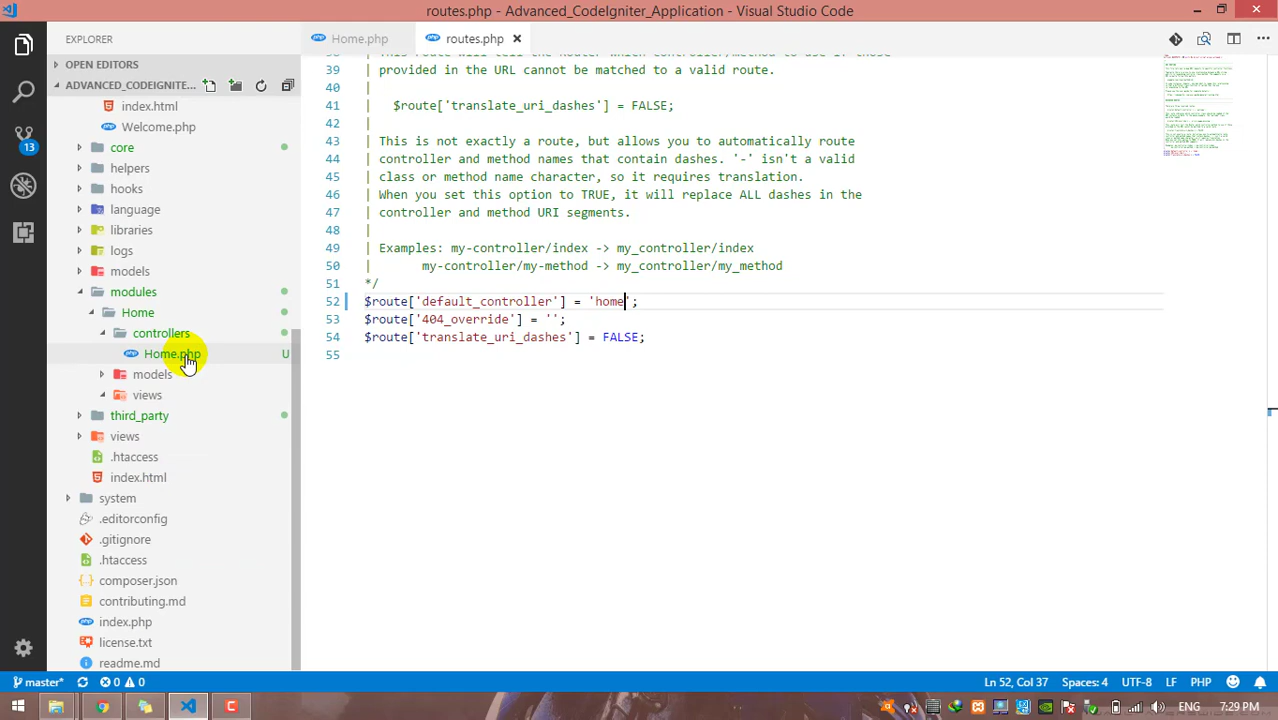 routes.php - Advanced_CodeIgniter_Application - Visual Studio Code
EXPLORER
Home.php
routes.php
OPEN EDITORS
ADVANCED_CODEIGNITE...
index.html
Welcome.php
core
helpers
hooks
language
libraries
logs
models
modules
Home
controllers
Home.php
U
models
views
third_party
views
.htaccess
index.html
system
.editorconfig
.gitignore
.htaccess
composer.json
contributing.md
index.php
license.txt
readme.md
13
39 | provided in the URL cannot be matched to a valid route.
40 |
41 | $route['translate_uri_dashes'] = FALSE;
42 |
43 | This is not exactly a route, but allows you to automatically route
44 | controller and method names that contain dashes. '-' isn't a valid
45 | class or method name character, so it requires translation.
46 | When you set this option to TRUE, it will replace ALL dashes in the
47 | controller and method URI segments.
48 |
49 | Examples: my-controller/index -> my_controller/index
50 | my-controller/my-method -> my_controller/my_method
51 */
52 $route['default_controller'] = 'home';
53 $route['404_override'] = '';
54 $route['translate_uri_dashes'] = FALSE;
55
master*
0
0
Ln 52, Col 37
Spaces: 4
UTF-8
LF
PHP
ENG
7:29 PM